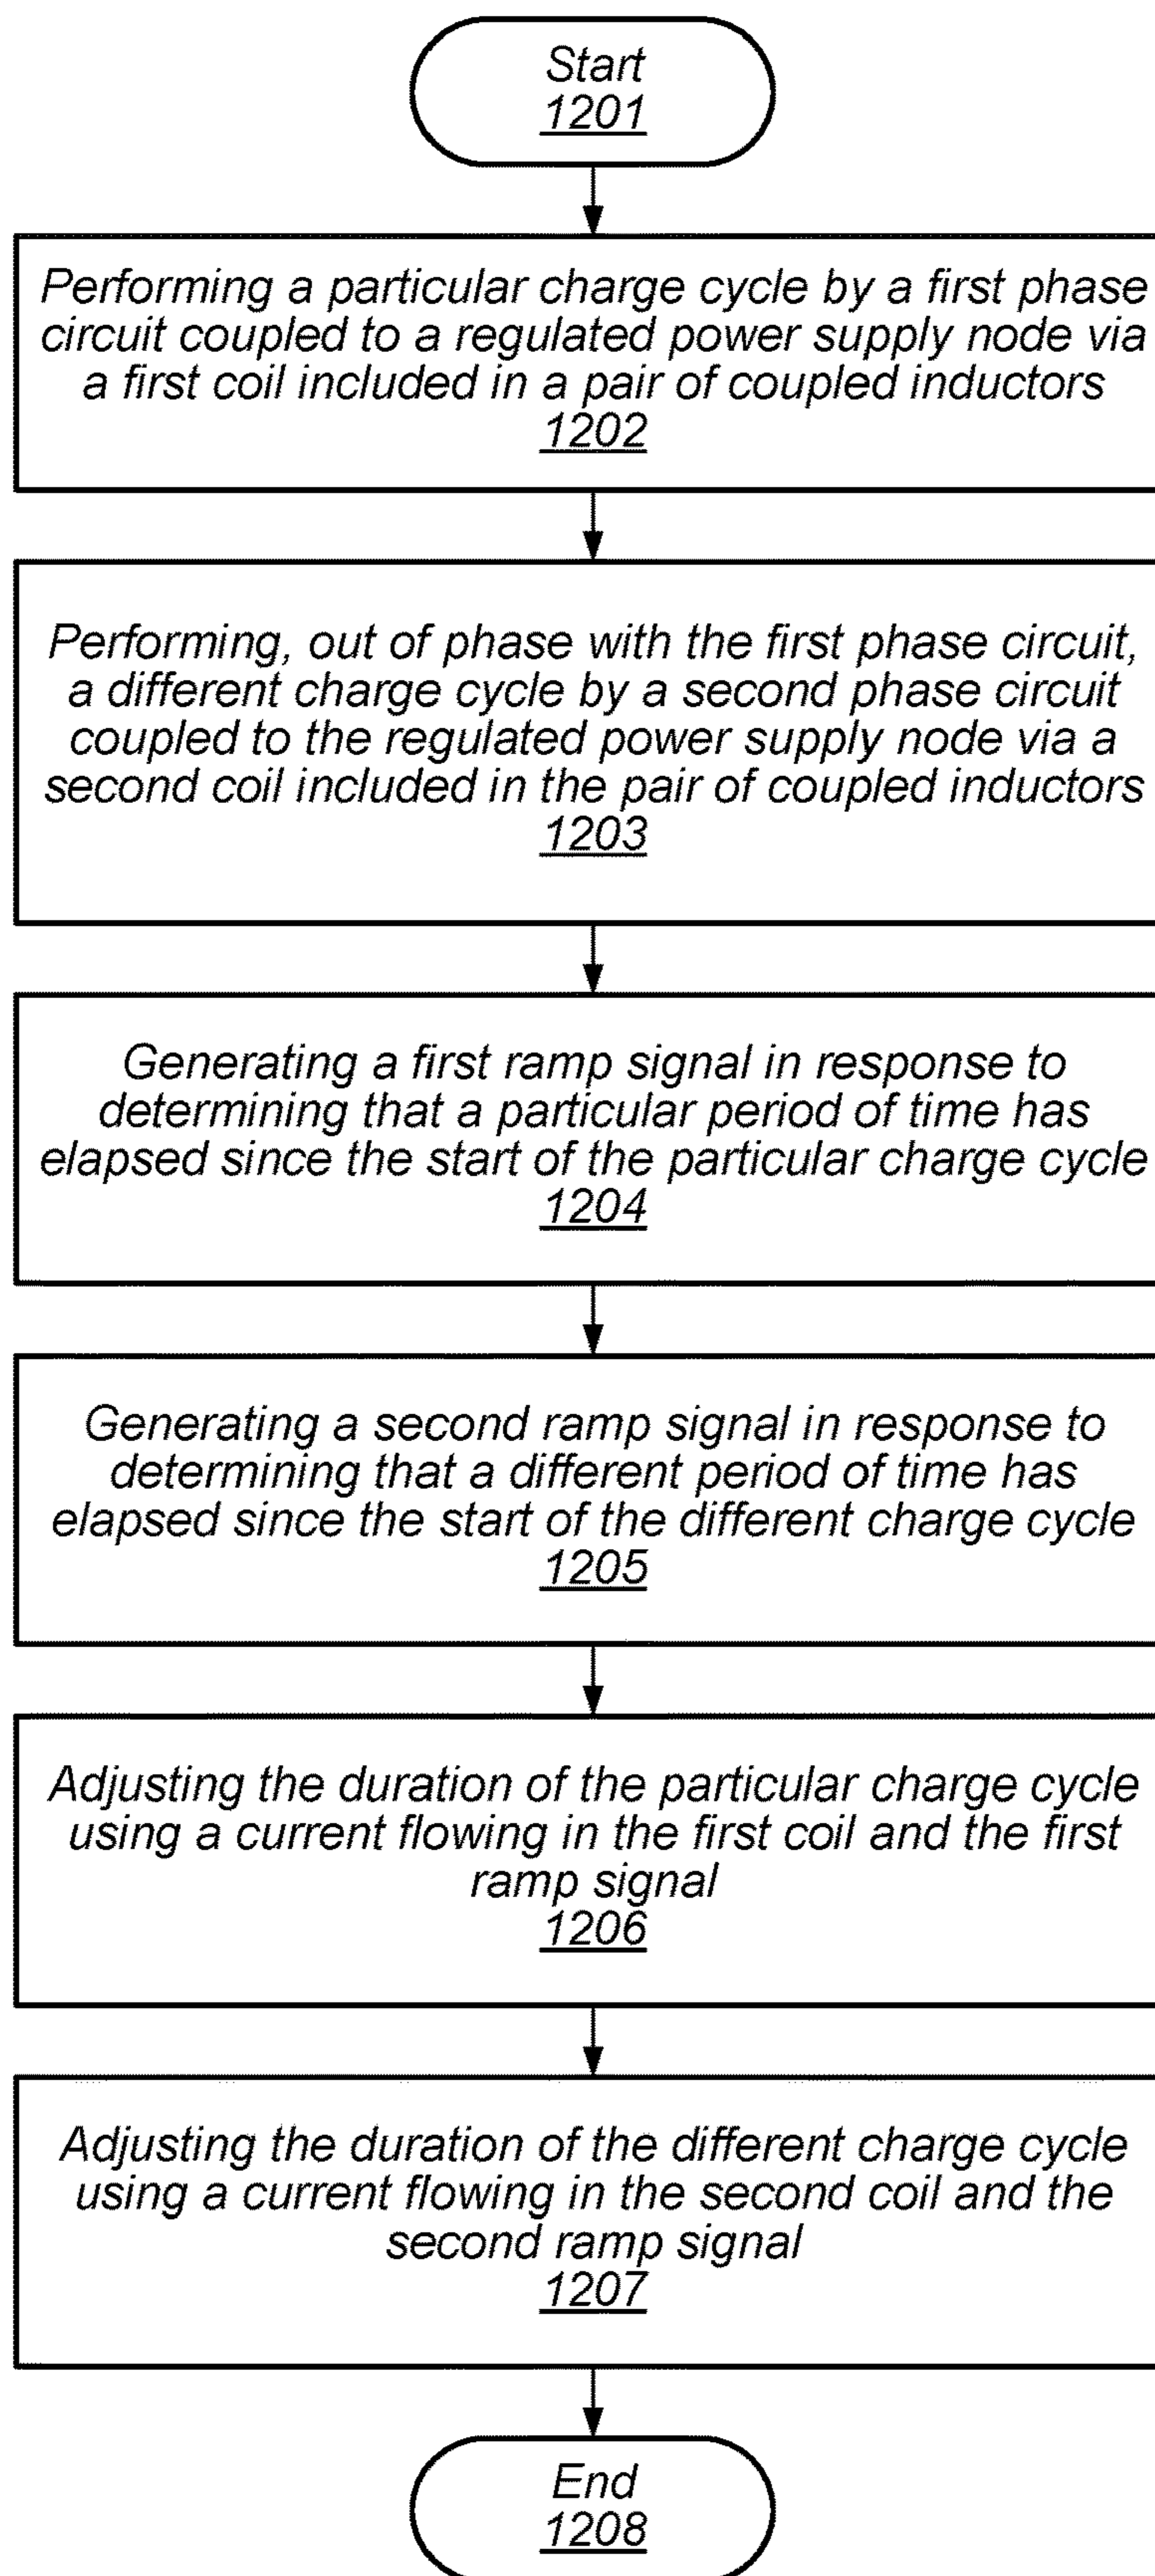 Start
1201
Performing a particular charge cycle by a first phase
circuit coupled to a regulated power supply node via
a first coil included in a pair of coupled inductors
1202
Performing, out of phase with the first phase circuit,
a different charge cycle by a second phase circuit
coupled to the regulated power supply node via a
second coil included in the pair of coupled inductors
1203
Generating a first ramp signal in response to
determining that a particular period of time has
elapsed since the start of the particular charge cycle
1204
Generating a second ramp signal in response to
determining that a different period of time has
elapsed since the start of the different charge cycle
1205
Adjusting the duration of the particular charge cycle
using a current flowing in the first coil and the first
ramp signal
1206
Adjusting the duration of the different charge cycle
using a current flowing in the second coil and the
second ramp signal
1207
End
1208